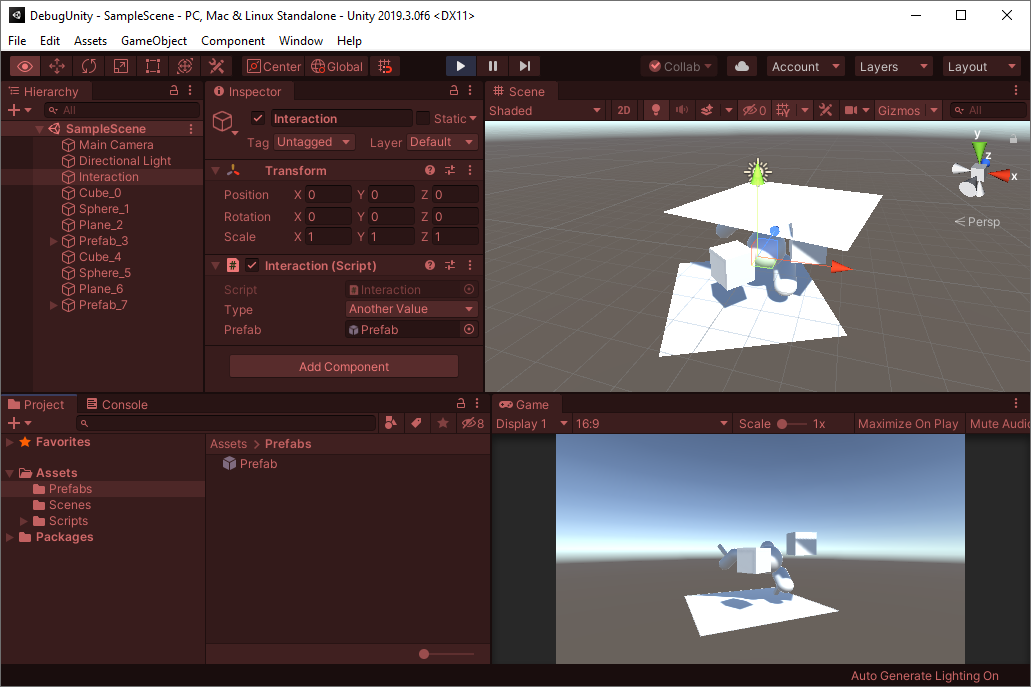 DebugUnity - SampleScene - PC, Mac & Linux Standalone - Unity 2019.3.0f6 <DX11>
File Edit Assets GameObject Component Window Help
Center Global Collab Account Layers Layout
Hierarchy
All
SampleScene
Main Camera
Directional Light
Interaction
Cube_0
Sphere_1
Plane_2
Prefab_3
Cube_4
Sphere_5
Plane_6
Prefab_7
Inspector
Interaction Static
Tag Untagged Layer Default
Transform
Position X 0 Y 0 Z 0
Rotation X 0 Y 0 Z 0
Scale X 1 Y 1 Z 1
# Interaction (Script)
Script Interaction
Type Another Value
Prefab Prefab
Add Component
Scene
Shaded 2D 0 Gizmos All
y
z
x
< Persp
Project Console
8
Favorites
Assets
Prefabs
Scenes
Scripts
Packages
Assets > Prefabs
Prefab
Game
Display 1 16:9 Scale 1x Maximize On Play Mute Audio
Auto Generate Lighting On